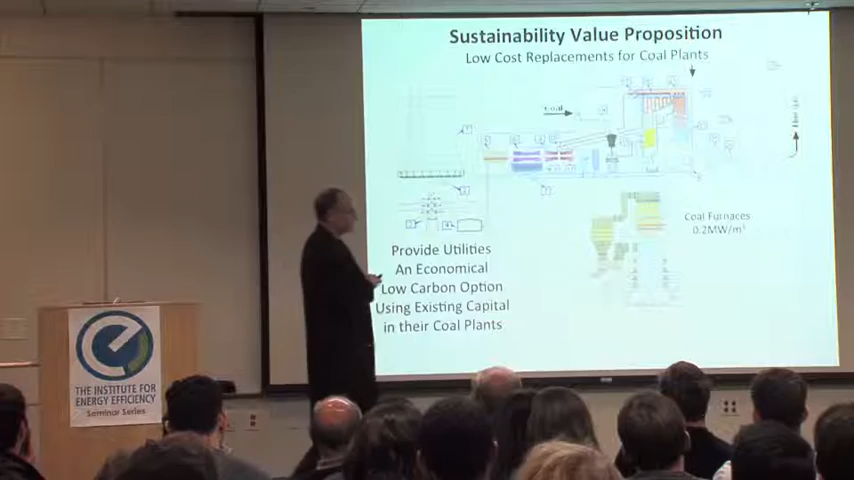 Sustainability Value Proposition
Low Cost Replacements for Coal Plants
Coal
Coal Furnaces
0.2MW/m³
Provide Utilities
An Economical
Low Carbon Option
Using Existing Capital
in their Coal Plants
THE INSTITUTE FOR
ENERGY EFFICIENCY
Seminar Series